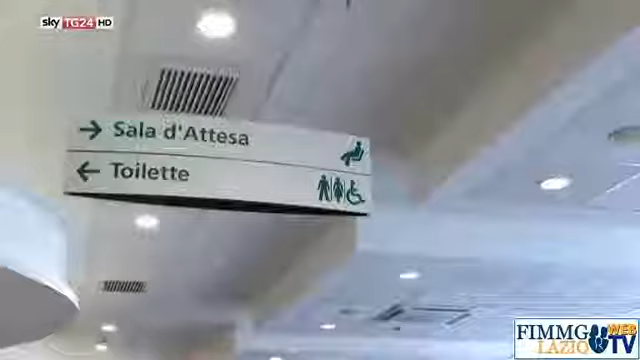 sky TG24 HD
→ Sala d'Attesa
← Toilette
FIMMG WEB
LAZIO TV